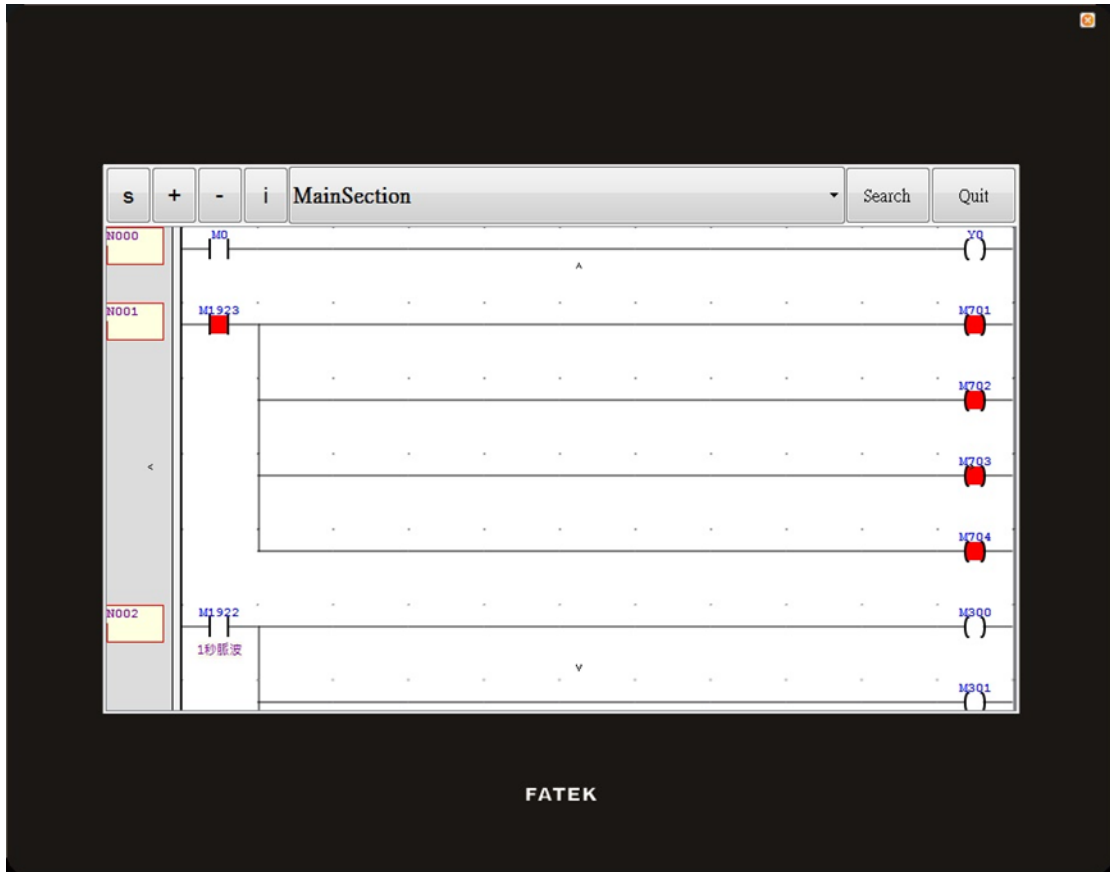 s + - i MainSection Search Quit
N000 M0 Y0
N001 M1923 M701
M702
M703
M704
N002 M1922 M300
1秒脈波
M301
FATEK